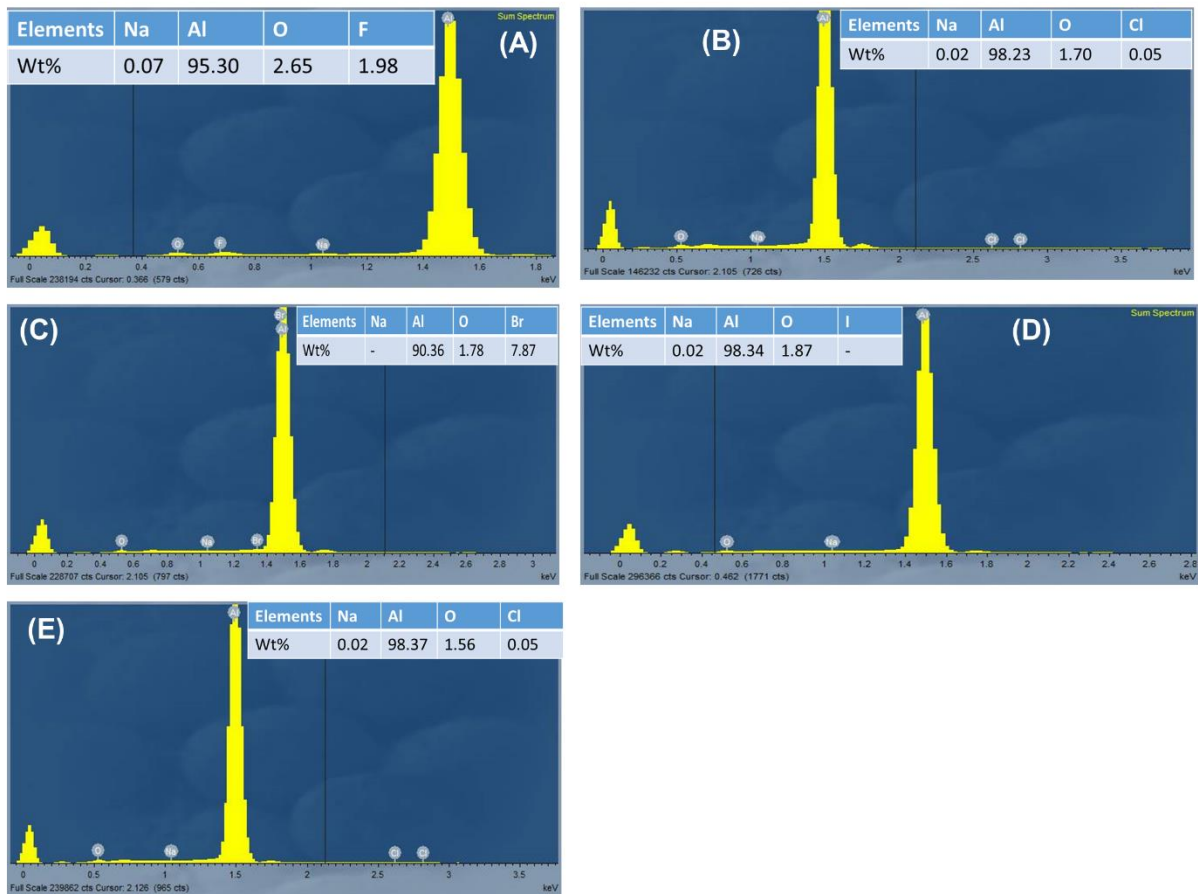 Elements Na Al O F
Wt% 0.07 95.30 2.65 1.98
Al
Sum Spectrum
(A)
O F Na
0 0.2 0.4 0.6 0.8 1 1.2 1.4 1.6 1.8
Full Scale 238194 cts Cursor: 0.366 (579 cts) keV
(B)
Al
Elements Na Al O Cl
Wt% 0.02 98.23 1.70 0.05
O Na Cl Cl
0 0.5 1 1.5 2 2.5 3 3.5
Full Scale 146232 cts Cursor: 2.105 (726 cts) keV
(C)
Br
Al
Elements Na Al O Br
Wt% - 90.36 1.78 7.87
O Na Br
0 0.2 0.4 0.6 0.8 1 1.2 1.4 1.6 1.8 2 2.2 2.4 2.6 2.8 3
Full Scale 228707 cts Cursor: 2.105 (797 cts) keV
Elements Na Al O I
Wt% 0.02 98.34 1.87 -
Al
Sum Spectrum
(D)
O Na
0 0.2 0.4 0.6 0.8 1 1.2 1.4 1.6 1.8 2 2.2 2.4 2.6 2.8
Full Scale 296366 cts Cursor: 0.462 (1771 cts) keV
(E)
Al
Elements Na Al O Cl
Wt% 0.02 98.37 1.56 0.05
O Na Cl Cl
0 0.5 1 1.5 2 2.5 3 3.5
Full Scale 239862 cts Cursor: 2.126 (965 cts) keV